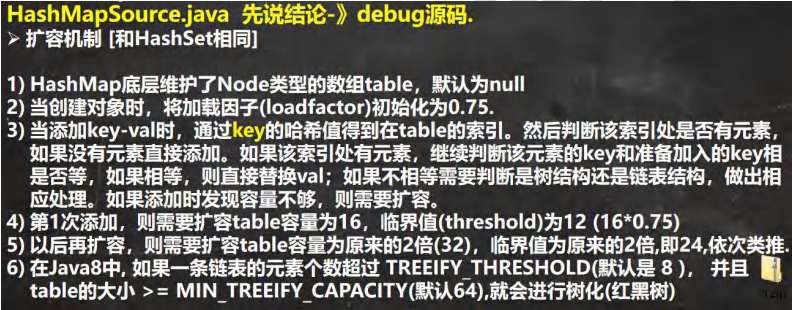 HashMapSource.java 先说结论-》debug源码.
➢ 扩容机制 [和HashSet相同]
1) HashMap底层维护了Node类型的数组table，默认为null
2) 当创建对象时，将加载因子(loadfactor)初始化为0.75.
3) 当添加key-val时，通过key的哈希值得到在table的索引。然后判断该索引处是否有元素，
如果没有元素直接添加。如果该索引处有元素，继续判断该元素的key和准备加入的key相
是否等，如果相等，则直接替换val；如果不相等需要判断是树结构还是链表结构，做出相
应处理。如果添加时发现容量不够，则需要扩容。
4) 第1次添加，则需要扩容table容量为16，临界值(threshold)为12 (16*0.75)
5) 以后再扩容，则需要扩容table容量为原来的2倍(32)，临界值为原来的2倍,即24,依次类推.
6) 在Java8中, 如果一条链表的元素个数超过 TREEIFY_THRESHOLD(默认是 8 )， 并且
table的大小 >= MIN_TREEIFY_CAPACITY(默认64),就会进行树化(红黑树)